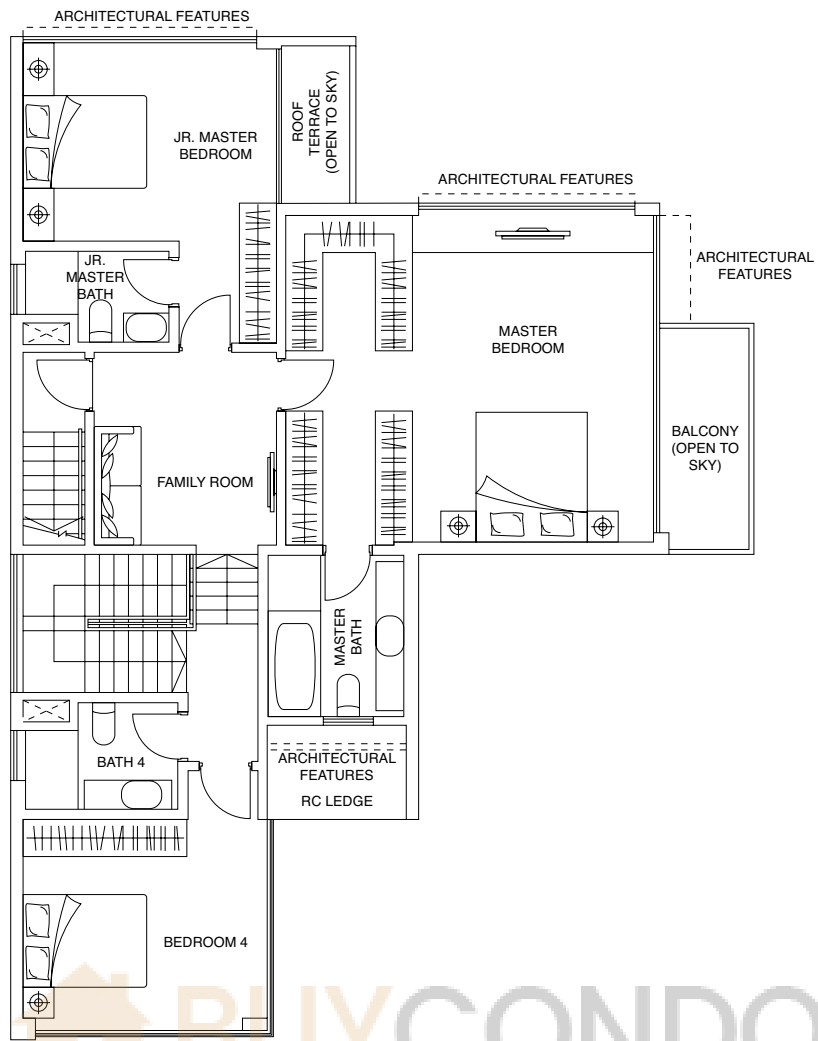 ARCHITECTURAL FEATURES
JR. MASTER
BEDROOM
ROOF
TERRACE
(OPEN TO SKY)
ARCHITECTURAL FEATURES
ARCHITECTURAL
FEATURES
JR.
MASTER
BATH
MASTER
BEDROOM
BALCONY
(OPEN TO
SKY)
FAMILY ROOM
MASTER
BATH
BATH 4
ARCHITECTURAL
FEATURES
RC LEDGE
BEDROOM 4
BUYCONDO